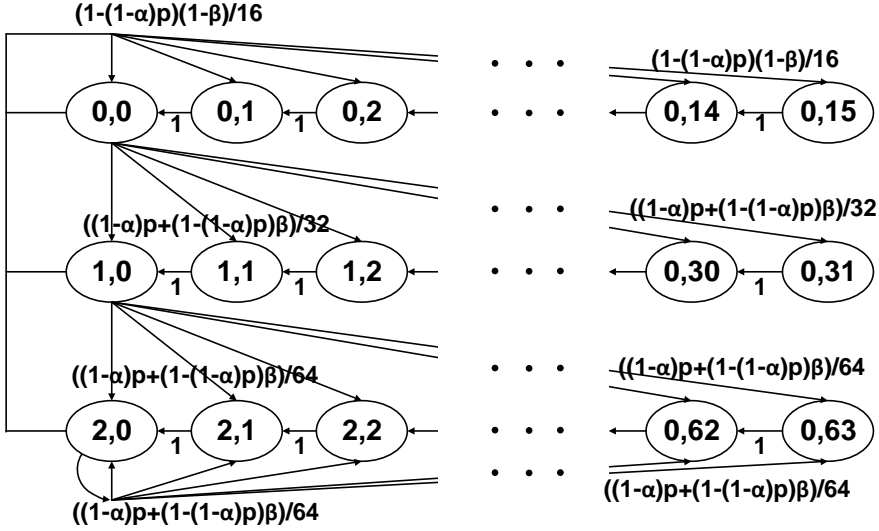 (1-(1-α)p)(1-β)/16
(1-(1-α)p)(1-β)/16
0,0 1 0,1 1 0,2 0,14 1 0,15
((1-α)p+(1-(1-α)p)β)/32 ((1-α)p+(1-(1-α)p)β)/32
1,0 1 1,1 1 1,2 0,30 1 0,31
((1-α)p+(1-(1-α)p)β)/64 ((1-α)p+(1-(1-α)p)β)/64
2,0 1 2,1 1 2,2 0,62 1 0,63
((1-α)p+(1-(1-α)p)β)/64 ((1-α)p+(1-(1-α)p)β)/64